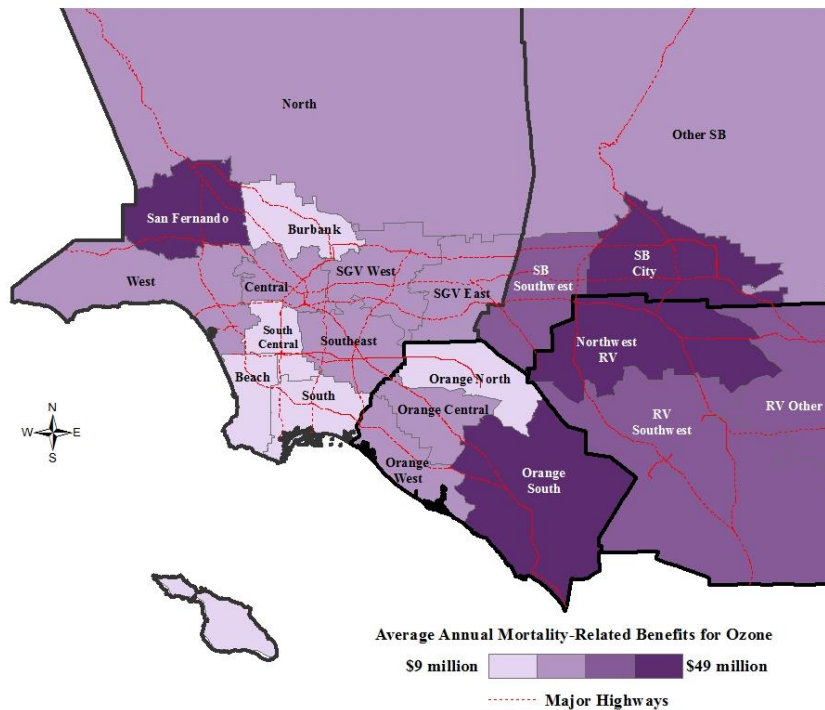 North
Other SB
San Fernando
Burbank
SB
City
West
Central
SGV West
SGV East
SB
Southwest
South
Central
Southeast
Northwest
RV
Beach
South
Orange North
Orange Central
RV
Southwest
RV Other
N
W
E
S
Orange
West
Orange
South
Average Annual Mortality-Related Benefits for Ozone
$9 million
$49 million
Major Highways